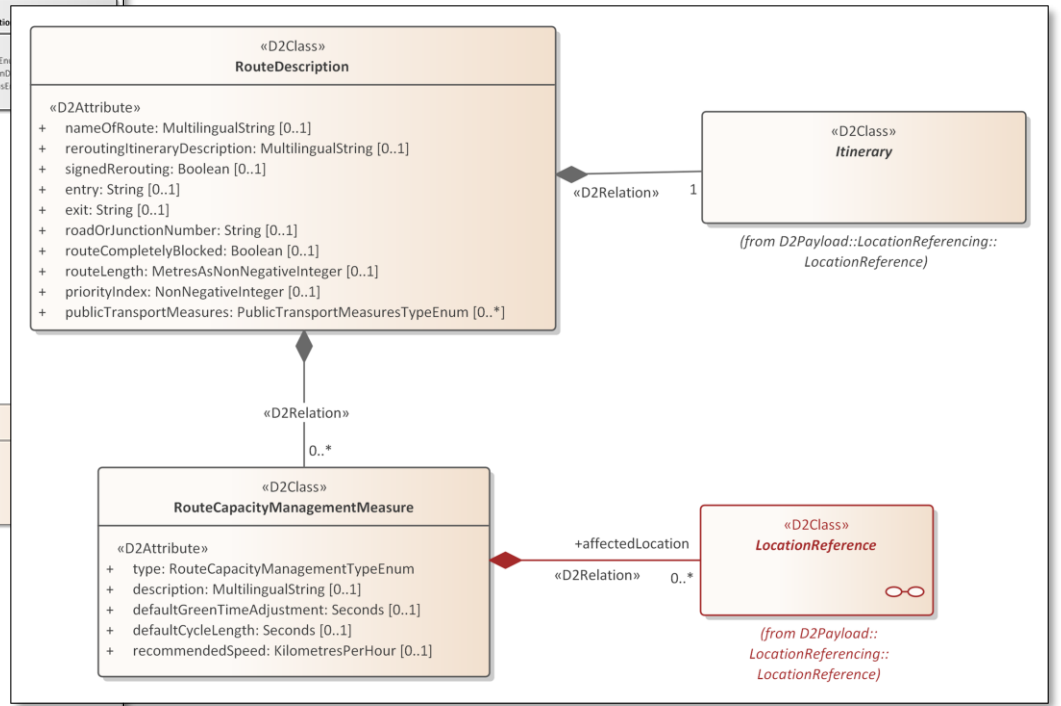 «D2Class»
RouteDescription
«D2Attribute»
+ nameOfRoute: MultilingualString [0..1]
+ reroutingItineraryDescription: MultilingualString [0..1]
+ signedRerouting: Boolean [0..1]
+ entry: String [0..1]
+ exit: String [0..1]
+ roadOrJunctionNumber: String [0..1]
+ routeCompletelyBlocked: Boolean [0..1]
+ routeLength: MetresAsNonNegativeInteger [0..1]
+ priorityIndex: NonNegativeInteger [0..1]
+ publicTransportMeasures: PublicTransportMeasuresTypeEnum [0..*]
«D2Class»
Itinerary
«D2Relation»
1
(from D2Payload::LocationReferencing::
LocationReference)
«D2Relation»
0..*
«D2Class»
RouteCapacityManagementMeasure
«D2Attribute»
+ type: RouteCapacityManagementTypeEnum
+ description: MultilingualString [0..1]
+ defaultGreenTimeAdjustment: Seconds [0..1]
+ defaultCycleLength: Seconds [0..1]
+ recommendedSpeed: KilometresPerHour [0..1]
+affectedLocation
«D2Relation»
0..*
«D2Class»
LocationReference
(from D2Payload::
LocationReferencing::
LocationReference)